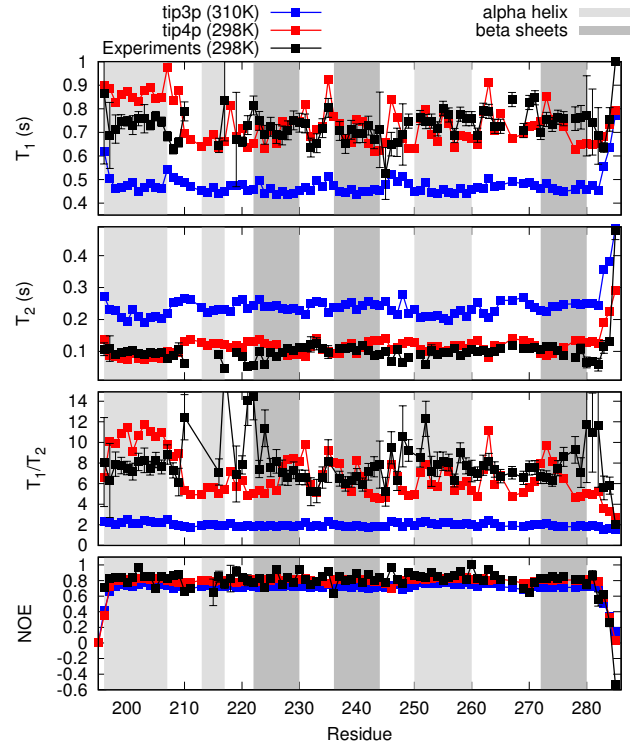 tip3p (310K)
tip4p (298K)
Experiments (298K)
alpha helix
beta sheets
T1 (s)
1
0.9
0.8
0.7
0.6
0.5
0.4
T2 (s)
0.4
0.3
0.2
0.1
T1/T2
14
12
10
8
6
4
2
0
NOE
1
0.8
0.6
0.4
0.2
0
-0.2
-0.4
-0.6
200 210 220 230 240 250 260 270 280
Residue